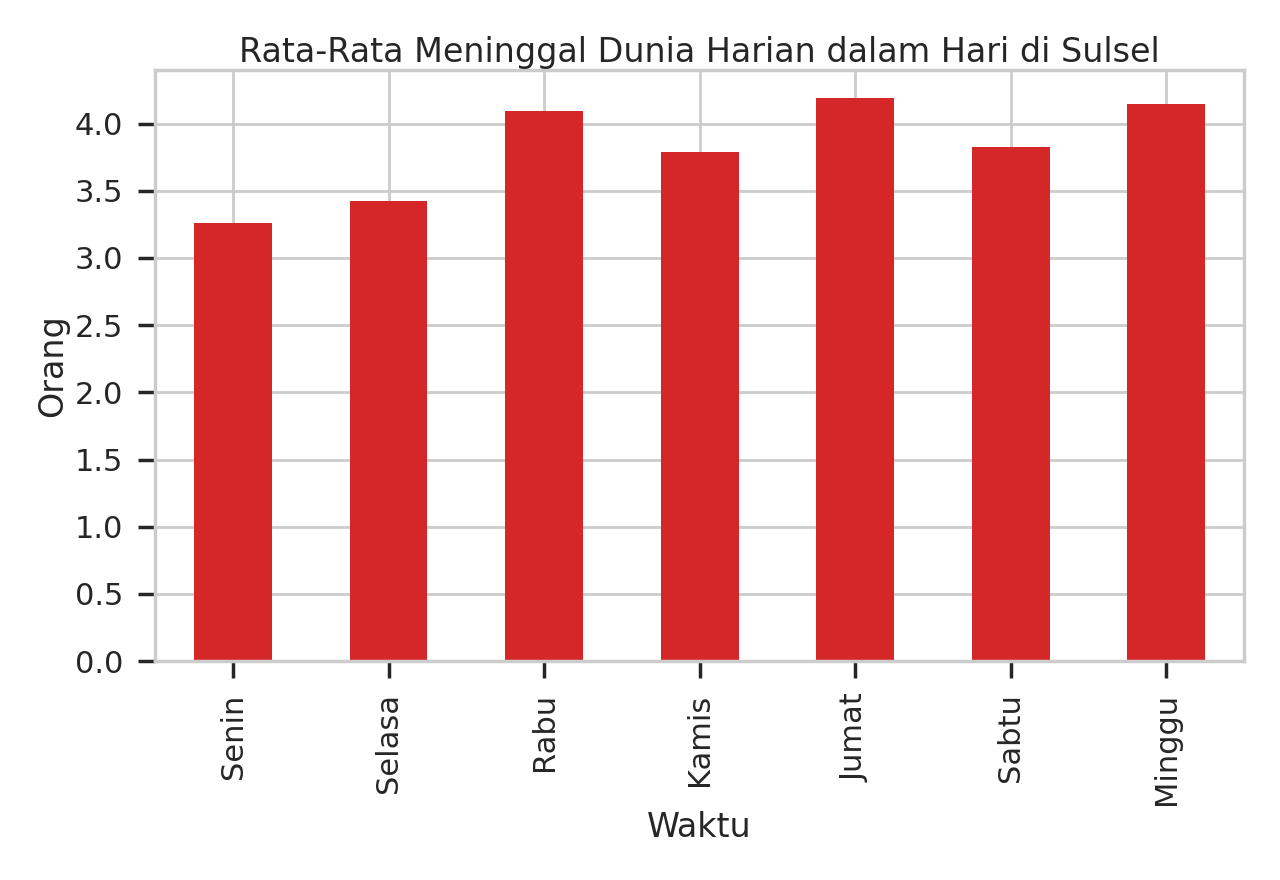 Rata-Rata Meninggal Dunia Harian dalam Hari di Sulsel
Orang
4.0
3.5
3.0
2.5
2.0
1.5
1.0
0.5
0.0
Senin
Selasa
Rabu
Kamis
Jumat
Sabtu
Minggu
Waktu